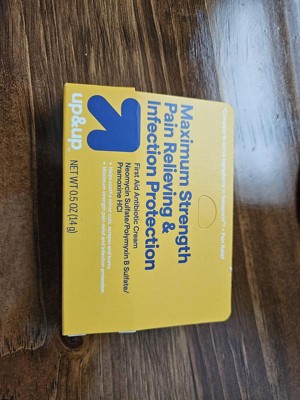 Maximum Strength
Pain Relieving &
Infection Protection
First Aid Antibiotic Cream
Neomycin Sulfate/Polymyxin B Sulfate/
Pramoxine HCl
up&up
NET WT 0.5 OZ (14 g)